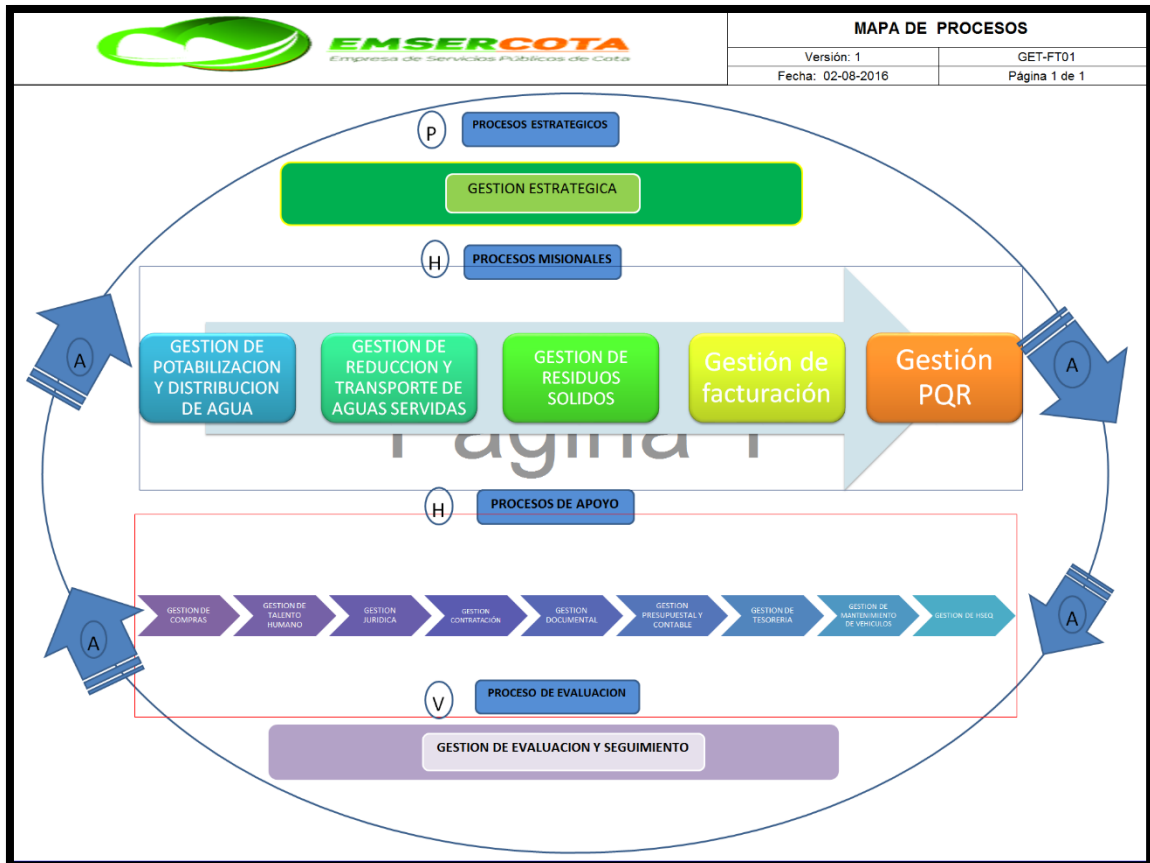 EMSERCOTA
Empresa de Servicios Públicos de Cota
MAPA DE PROCESOS
Versión: 1
GET-FT01
Fecha: 02-08-2016
Página 1 de 1
P
PROCESOS ESTRATEGICOS
GESTION ESTRATEGICA
H
PROCESOS MISIONALES
A
A
GESTION DE
POTABILIZACION
Y DISTRIBUCION
DE AGUA
GESTION DE
REDUCCION Y
TRANSPORTE DE
AGUAS SERVIDAS
GESTION DE
RESIDUOS
SOLIDOS
Gestión de
facturación
Gestión
PQR
Página 1
H
PROCESOS DE APOYO
GESTION DE
COMPRAS
GESTION DE
TALENTO
HUMANO
GESTION
JURIDICA
GESTION
CONTRATACIÓN
GESTION
DOCUMENTAL
GESTION
PRESUPUESTAL Y
CONTABLE
GESTION DE
TESORERIA
GESTION DE
MANTENIMIENTO
DE VEHICULOS
GESTION DE HSEQ
A
A
V
PROCESO DE EVALUACION
GESTION DE EVALUACION Y SEGUIMIENTO